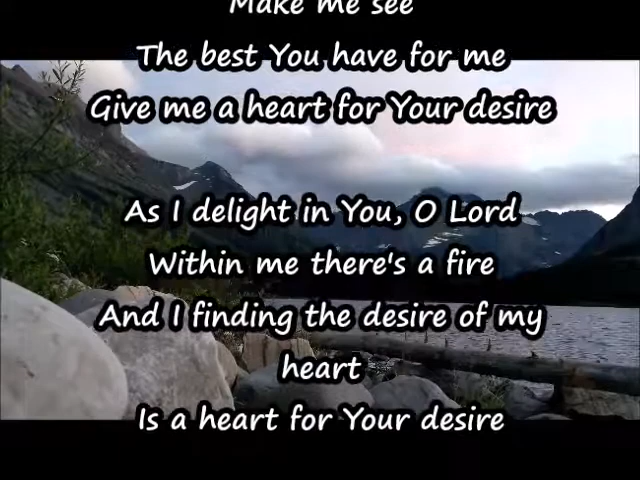 Make me see
The best You have for me
Give me a heart for Your desire
As I delight in You, O Lord
Within me there's a fire
And I finding the desire of my
heart
Is a heart for Your desire